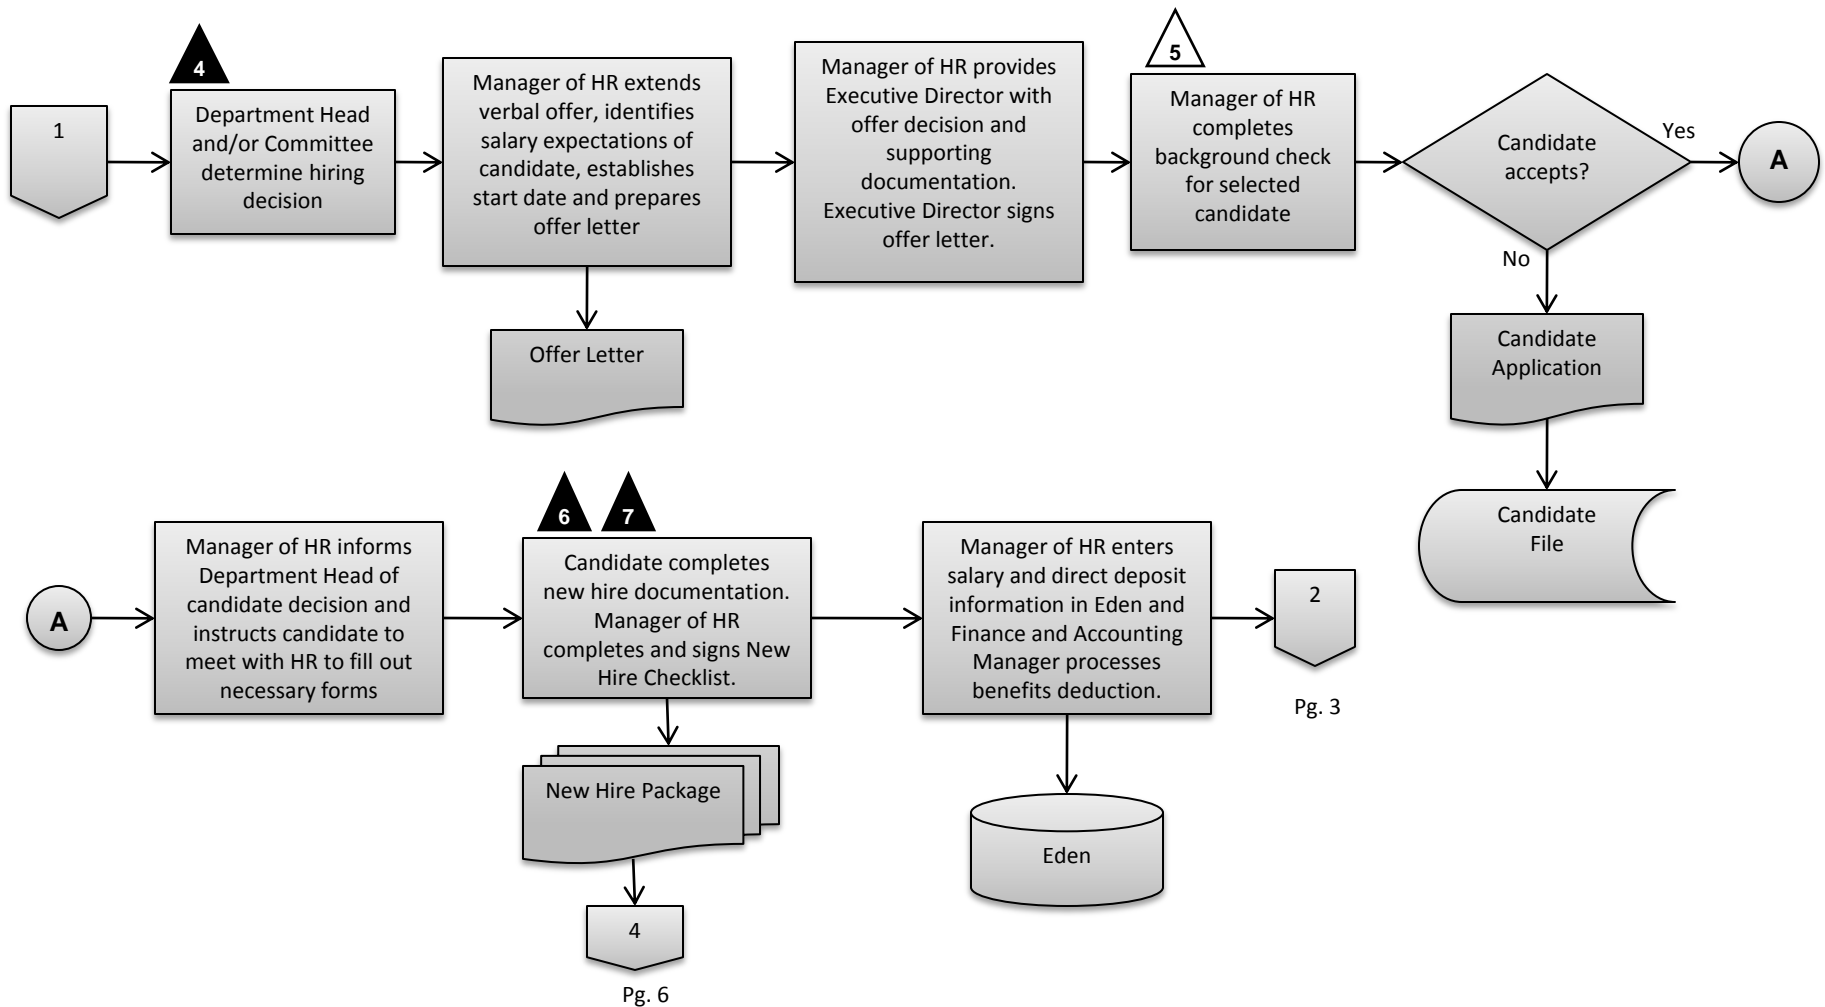 1
4
Department Head
and/or Committee
determine hiring
decision
Manager of HR extends
verbal offer, identifies
salary expectations of
candidate, establishes
start date and prepares
offer letter
Offer Letter
Manager of HR provides
Executive Director with
offer decision and
supporting
documentation.
Executive Director signs
offer letter.
5
Manager of HR
completes
background check
for selected
candidate
Candidate
accepts?
Yes
A
No
Candidate
Application
Candidate
File
A
Manager of HR informs
Department Head of
candidate decision and
instructs candidate to
meet with HR to fill out
necessary forms
6
7
Candidate completes
new hire documentation.
Manager of HR
completes and signs New
Hire Checklist.
New Hire Package
4
Pg. 6
Manager of HR enters
salary and direct deposit
information in Eden and
Finance and Accounting
Manager processes
benefits deduction.
Eden
2
Pg. 3